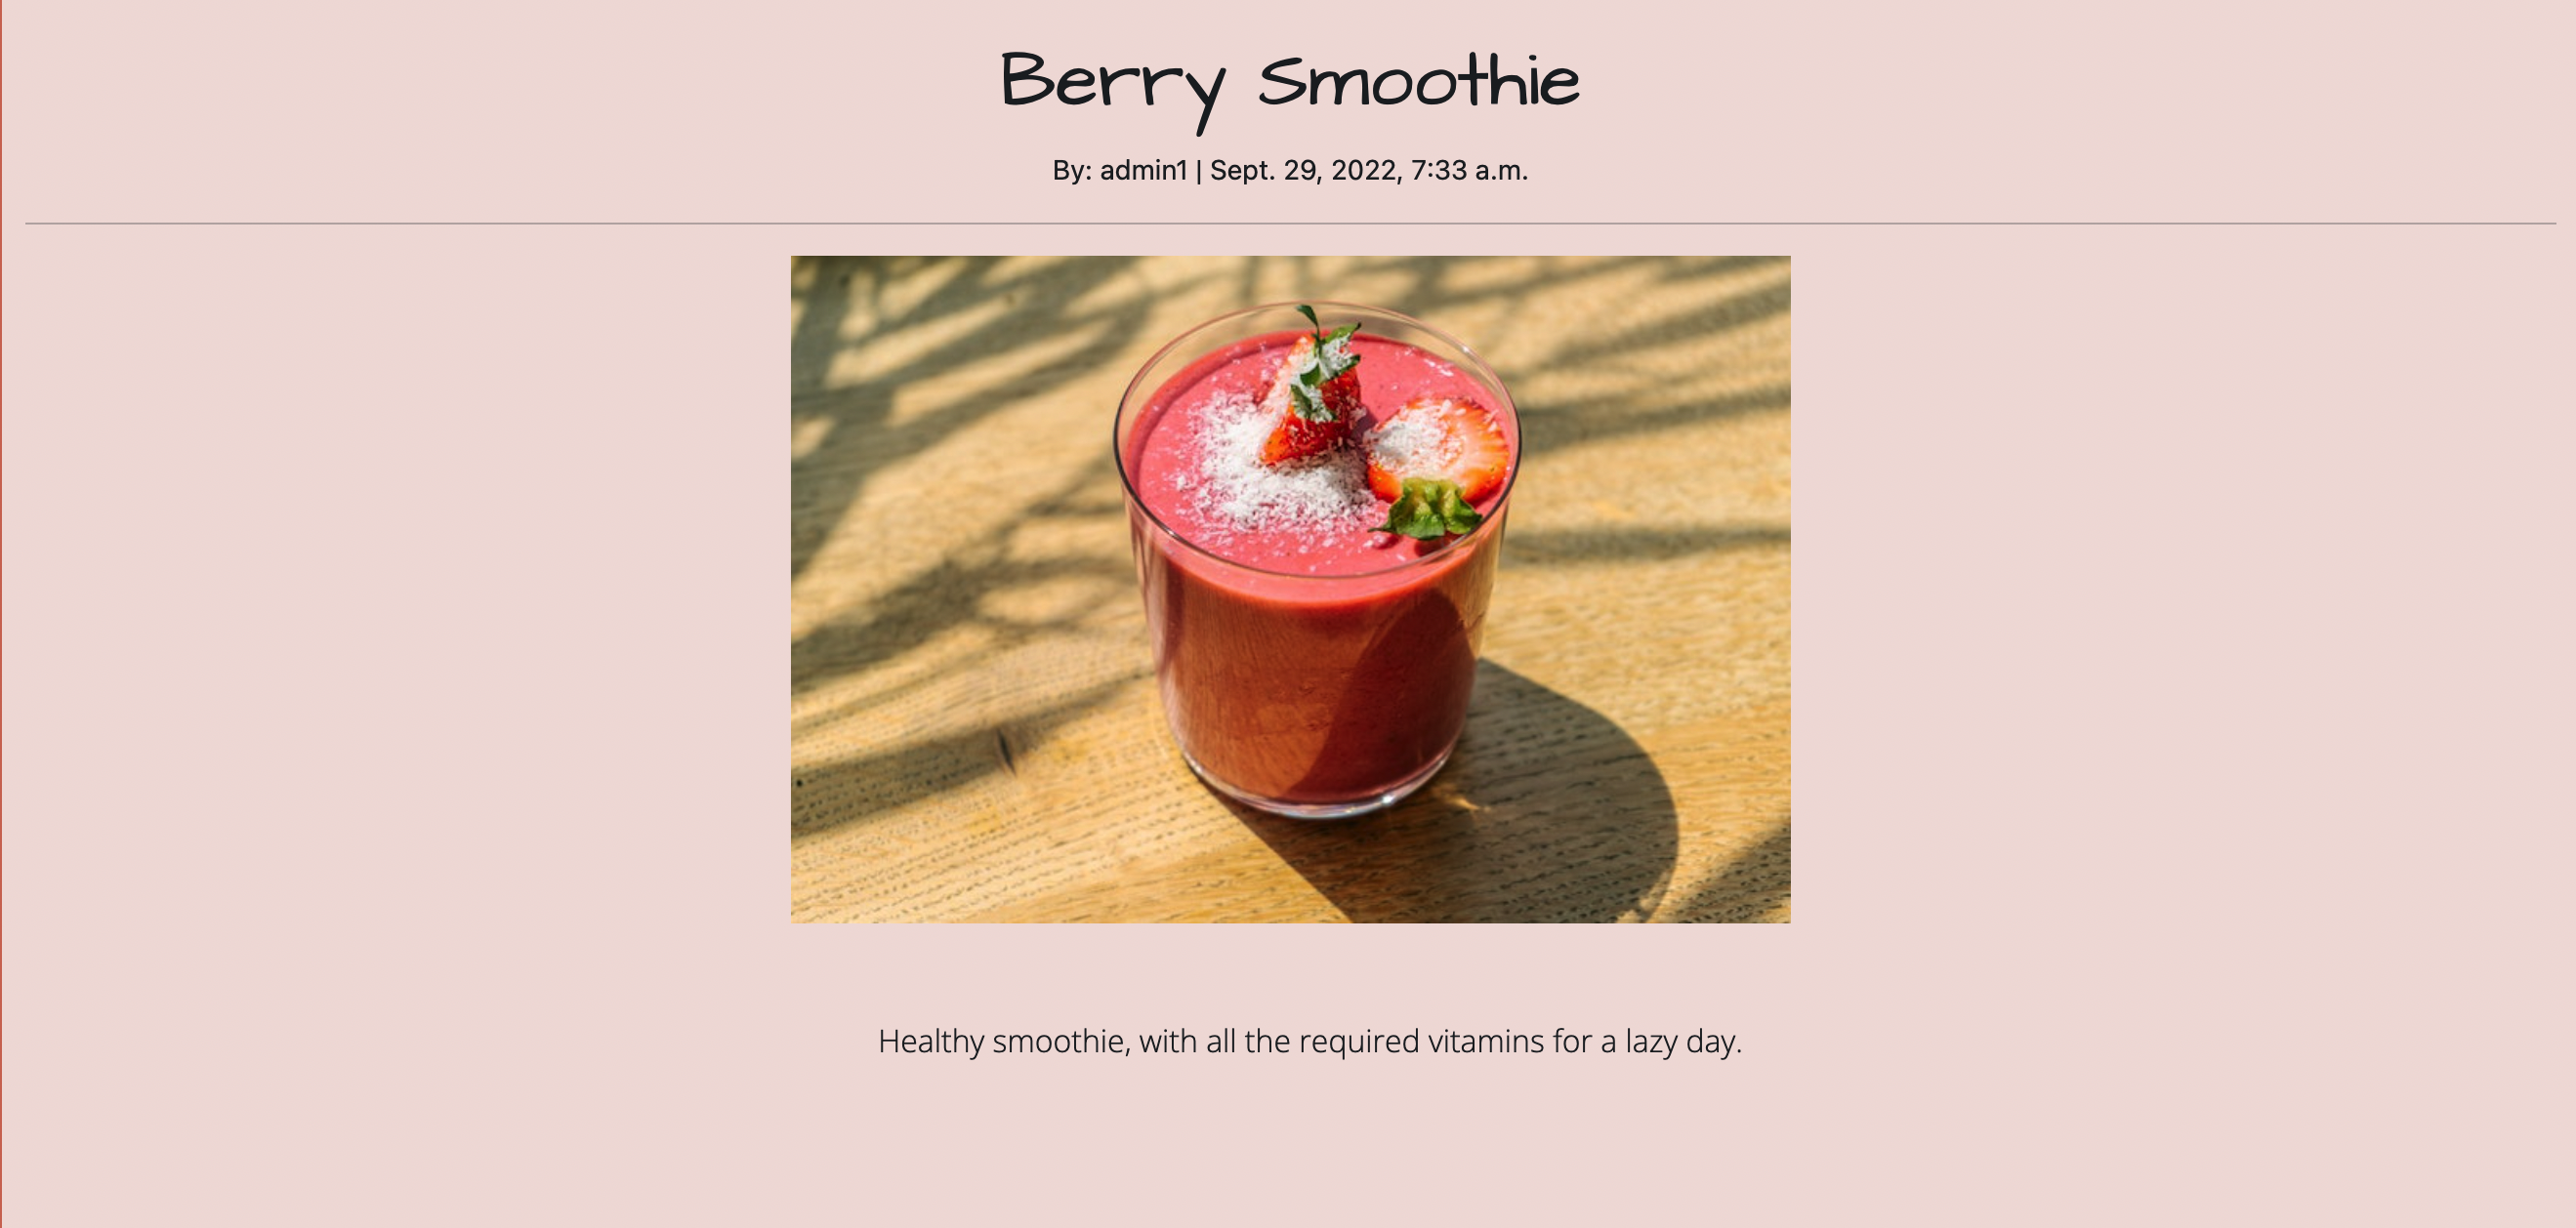 Berry Smoothie
By: admin1 | Sept. 29, 2022, 7:33 a.m.
Healthy smoothie, with all the required vitamins for a lazy day.